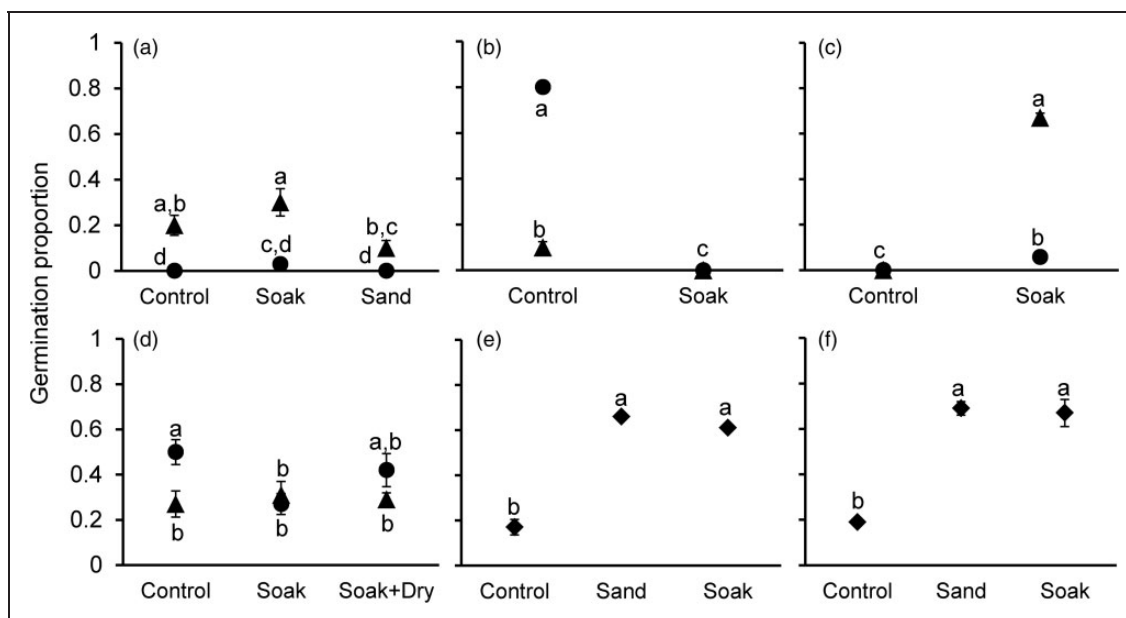 Germination proportion
(a)
1
0.8
0.6
0.4
0.2
0
a,b
a
b,c
d
c,d
d
Control Soak Sand
(b)
a
b
c
Control Soak
(c)
a
c
b
Control Soak
(d)
1
0.8
0.6
0.4
0.2
0
a
b
a,b
b
b
b
Control Soak Soak+Dry
(e)
b
a
a
Control Sand Soak
(f)
b
a
a
Control Sand Soak